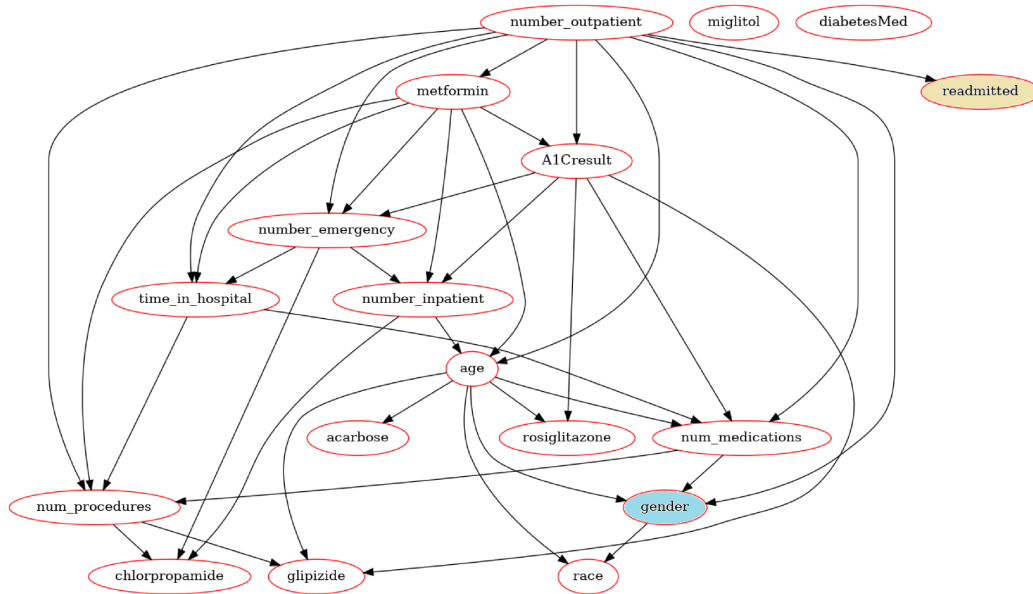 number_outpatient
miglitol
diabetesMed
metformin
readmitted
A1Cresult
number_emergency
time_in_hospital
number_inpatient
age
acarbose
rosiglitazone
num_medications
num_procedures
gender
chlorpropamide
glipizide
race